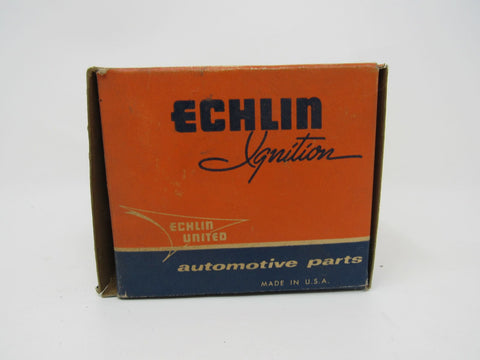 ECHLIN
Ignition
ECHLIN
UNITED
automotive parts
MADE IN U.S.A.